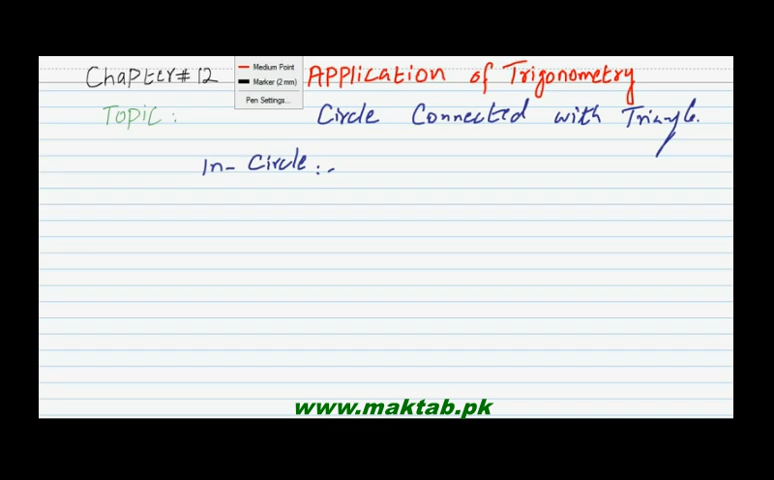 Chapter# 12 Application of Trigonometry
Medium Point
Marker (2 mm)
Pen Settings...
Topic: Circle Connected with Triangle.
In- Circle :-
www.maktab.pk